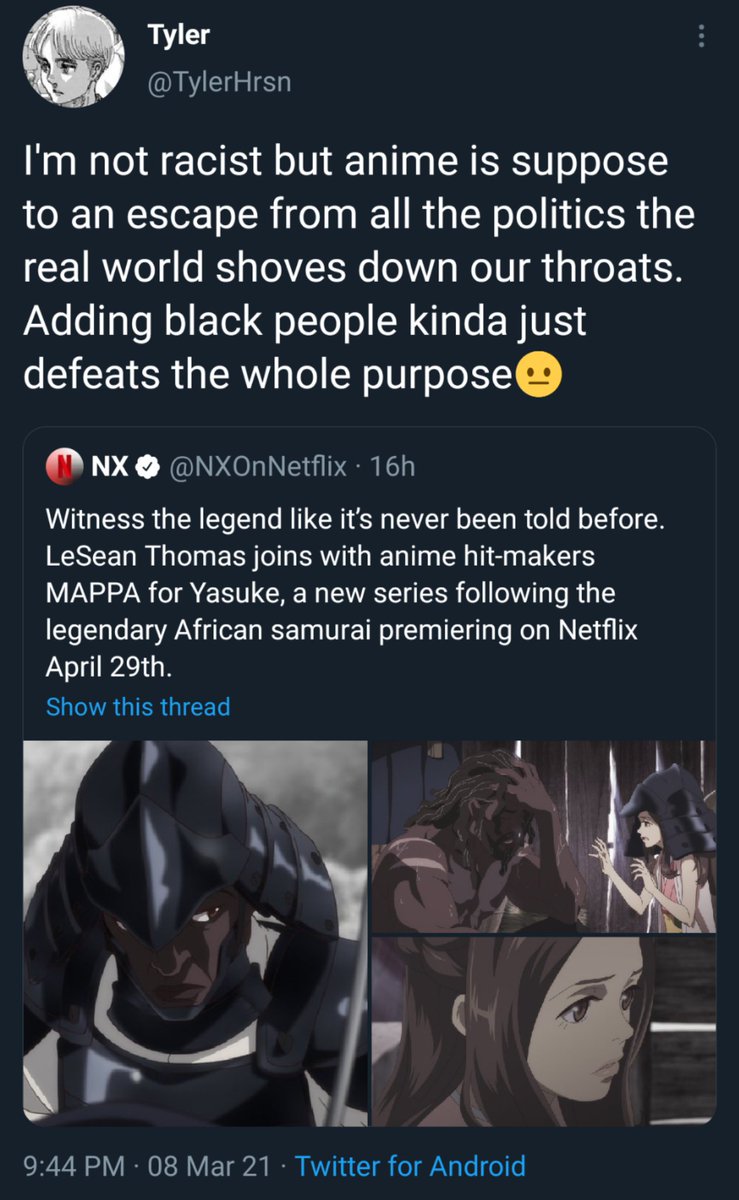 Tyler
@TylerHrsn
I'm not racist but anime is suppose
to an escape from all the politics the
real world shoves down our throats.
Adding black people kinda just
defeats the whole purpose😐
NX @NXOnNetflix · 16h
Witness the legend like it’s never been told before.
LeSean Thomas joins with anime hit-makers
MAPPA for Yasuke, a new series following the
legendary African samurai premiering on Netflix
April 29th.
Show this thread
9:44 PM · 08 Mar 21 · Twitter for Android